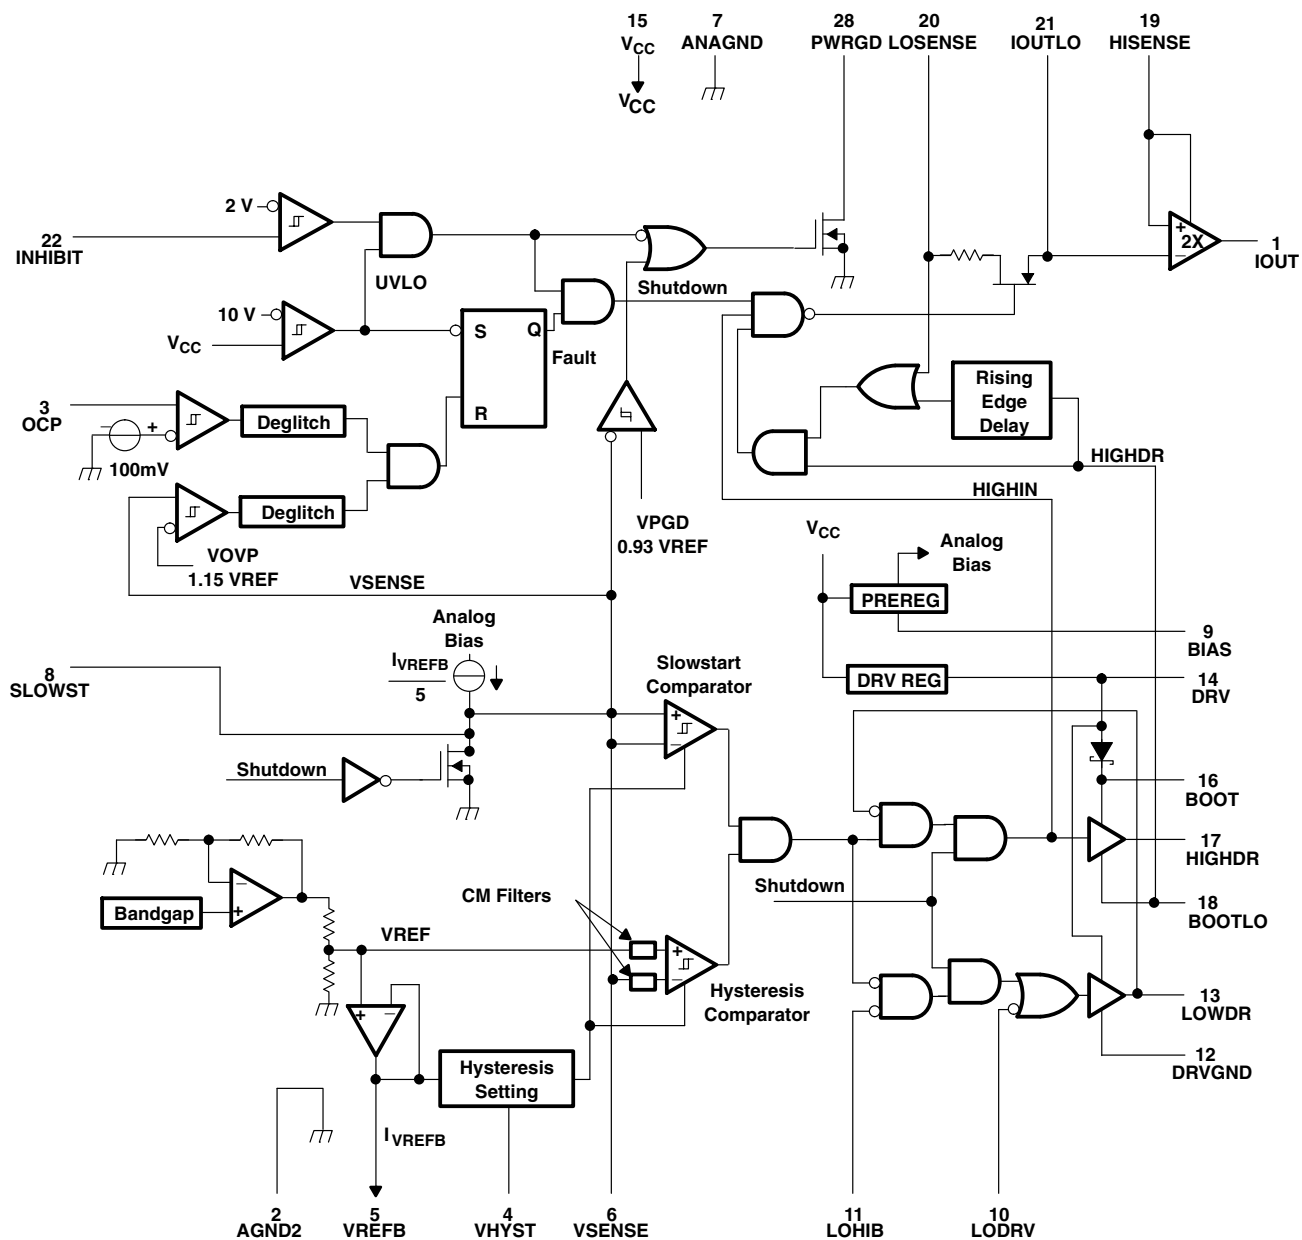 15
VCC
VCC
7
ANAGND
28
PWRGD
20
LOSENSE
21
IOUTLO
19
HISENSE
2 V
22
INHIBIT
UVLO
10 V
VCC
S
Q
R
Fault
Shutdown
+
2X
–
1
IOUT
3
OCP
–
+
100mV
Deglitch
Deglitch
VOVP
1.15 VREF
Rising
Edge
Delay
HIGHDR
HIGHIN
VPGD
0.93 VREF
VCC
Analog
Bias
PREREG
9
BIAS
VSENSE
Analog
Bias
IVREFB
5
8
SLOWST
Slowstart
Comparator
+
–
DRV REG
14
DRV
Shutdown
16
BOOT
17
HIGHDR
18
BOOTLO
Shutdown
Bandgap
–
+
CM Filters
VREF
+
–
Hysteresis
Comparator
+
–
Hysteresis
Setting
IVREFB
13
LOWDR
12
DRVGND
2
AGND2
5
VREFB
4
VHYST
6
VSENSE
11
LOHIB
10
LODRV